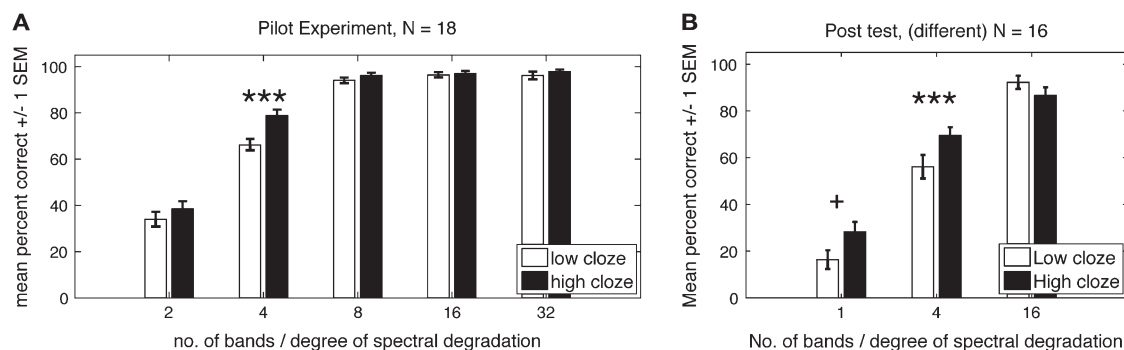 A
Pilot Experiment, N = 18
mean percent correct +/- 1 SEM
100
80
60
40
20
0
***
low cloze
high cloze
2 4 8 16 32
no. of bands / degree of spectral degradation
B
Post test, (different) N = 16
Mean percent correct +/- 1 SEM
100
80
60
40
20
0
+
***
Low cloze
High cloze
1 4 16
No. of bands / degree of spectral degradation